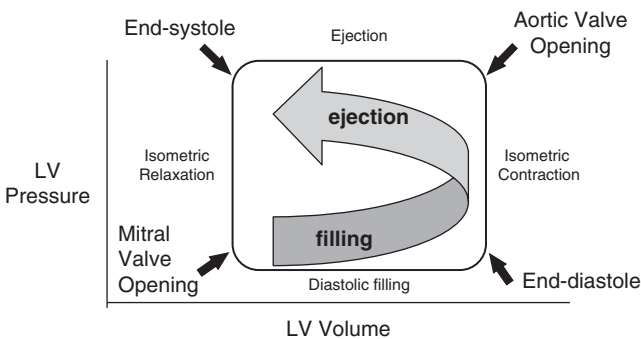 End-systole
Ejection
Aortic Valve
Opening
ejection
LV
Pressure
Isometric
Relaxation
Isometric
Contraction
Mitral
Valve
Opening
filling
Diastolic filling
End-diastole
LV Volume